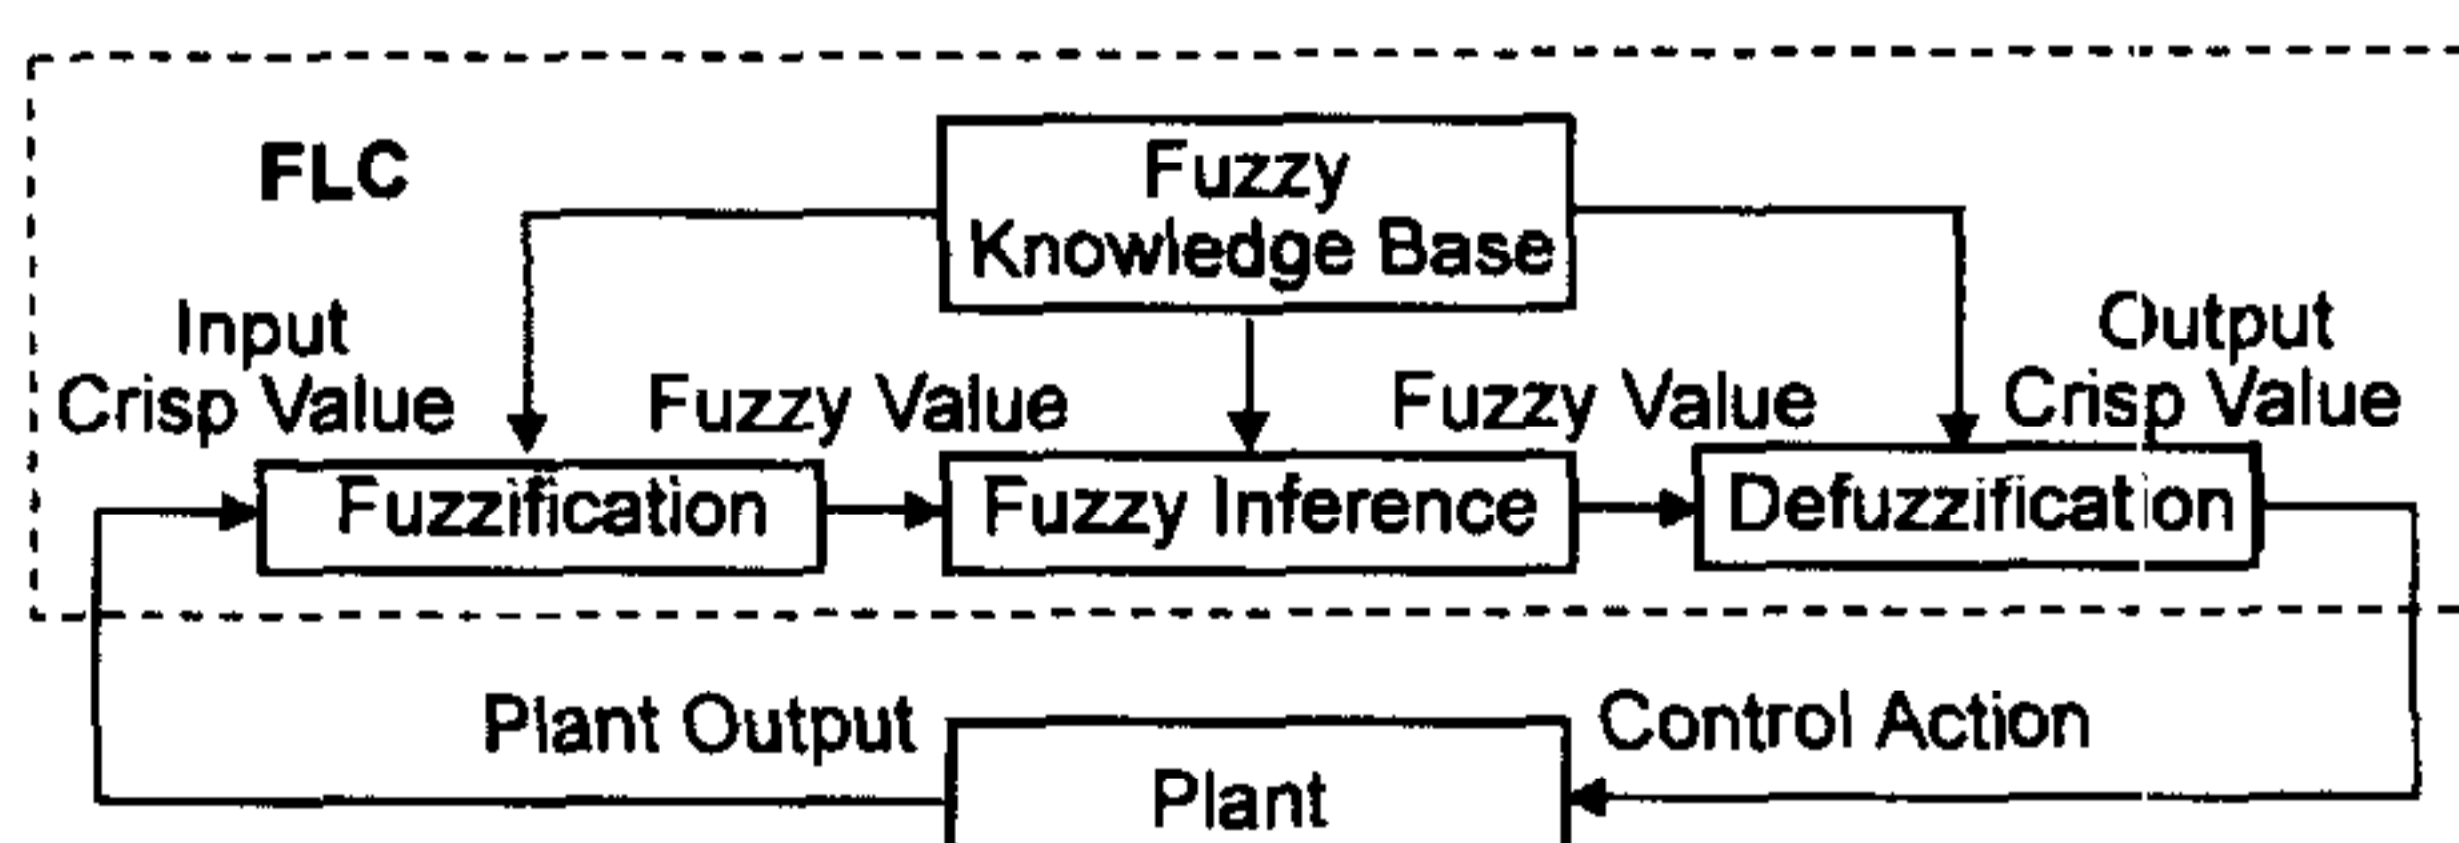 FLC
Fuzzy
Knowledge Base
Input
Crisp Value
Fuzzy Value
Fuzzy Value
Output
Crisp Value
Fuzzification
Fuzzy Inference
Defuzzification
Plant Output
Control Action
Plant